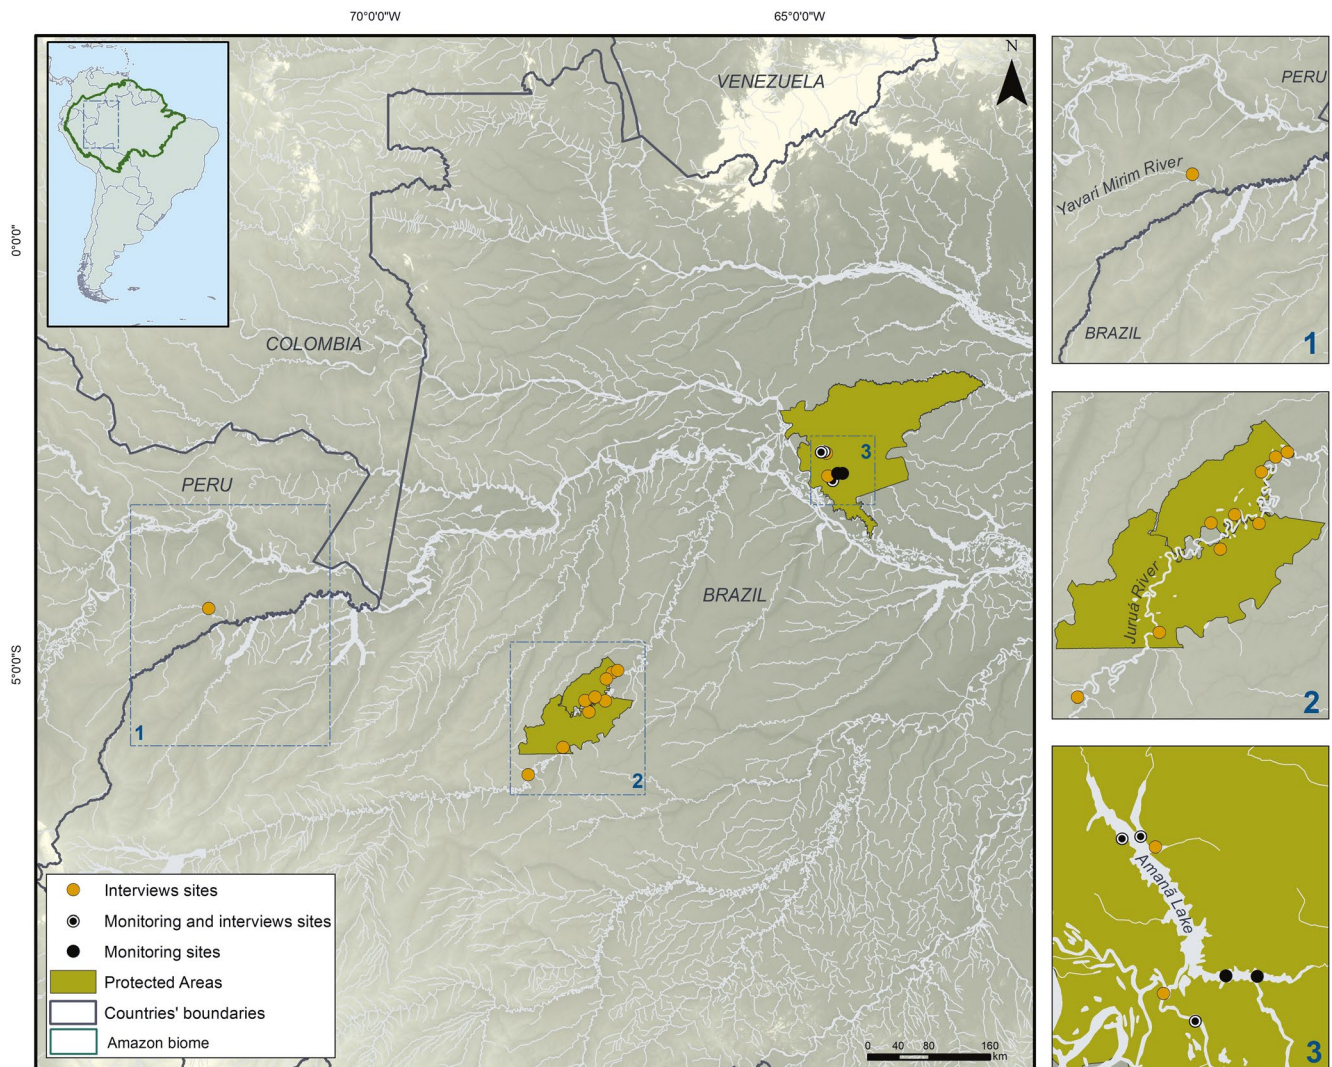 70°0'0"W
65°0'0"W
0°0'0"
5°0'0"S
N
VENEZUELA
COLOMBIA
PERU
BRAZIL
1
2
3
Interviews sites
Monitoring and interviews sites
Monitoring sites
Protected Areas
Countries' boundaries
Amazon biome
0 40 80 160
km
PERU
Yavarí Mirim River
BRAZIL
1
Juruá River
2
Amanã Lake
3